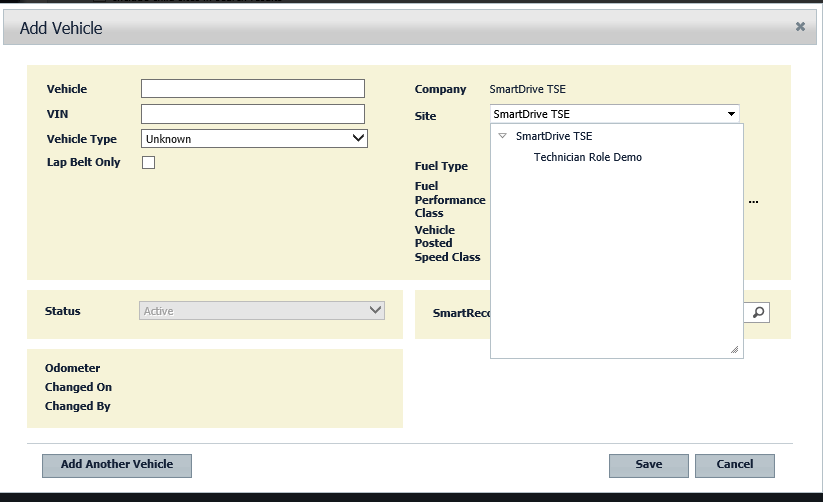 Add Vehicle
Vehicle
VIN
Vehicle Type
Unknown
Lap Belt Only
Company
SmartDrive TSE
Site
SmartDrive TSE
SmartDrive TSE
Technician Role Demo
Fuel Type
Fuel
Performance
Class
...
Vehicle
Posted
Speed Class
Status
Active
SmartReco
Odometer
Changed On
Changed By
Add Another Vehicle
Save
Cancel